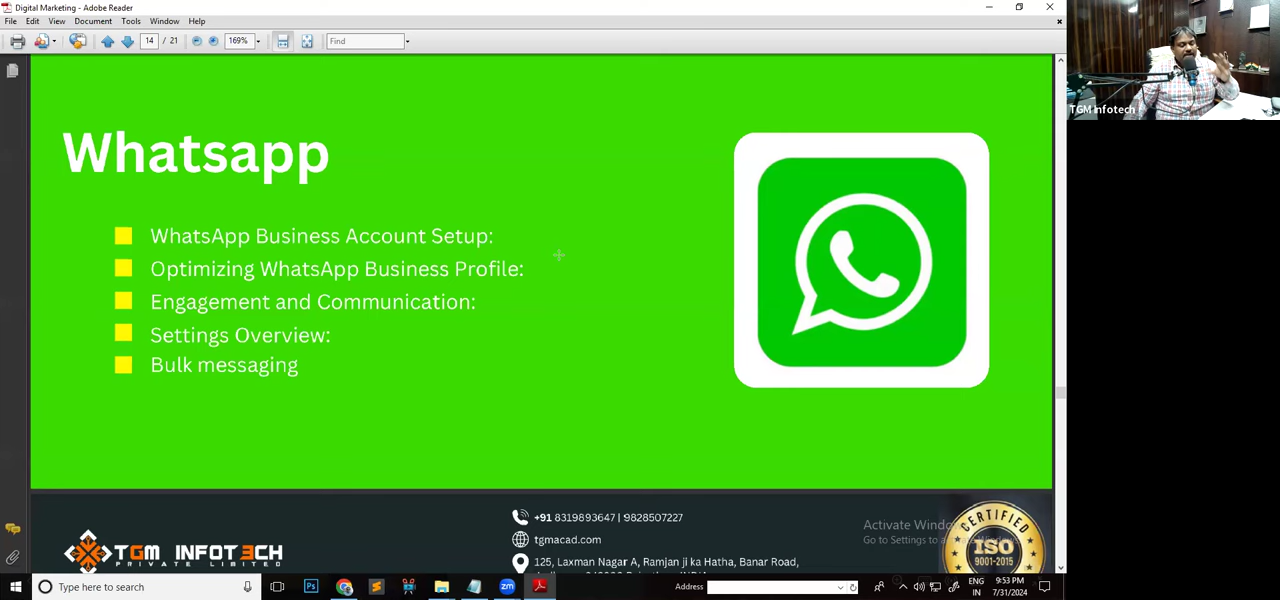 Digital Marketing - Adobe Reader
File Edit View Document Tools Window Help
14 / 21 169% Find
TGM Infotech
Whatsapp
WhatsApp Business Account Setup:
Optimizing WhatsApp Business Profile:
Engagement and Communication:
Settings Overview:
Bulk messaging
+91 8319893647 | 9828507227
tgmacad.com
125, Laxman Nagar A, Ramjan ji ka Hatha, Banar Road,
TGM INFOTECH
PRIVATE LIMITED
Activate Windo
Go to Settings to
CERTIFIED
ISO
9001-2015
Type here to search
Address
ENG
IN
9:53 PM
7/31/2024